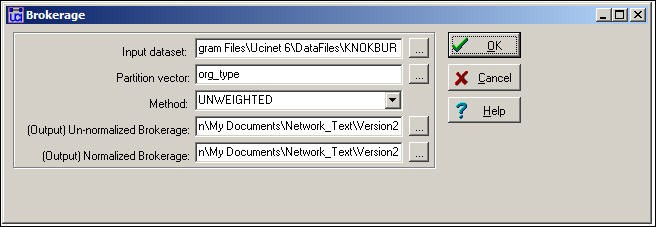 Brokerage
Input dataset: gram Files\Ucinet 6\DataFiles\KNOKBUR ...
Partition vector: org_type ...
Method: UNWEIGHTED
(Output) Un-normalized Brokerage: n\My Documents\Network_Text\Version2 ...
(Output) Normalized Brokerage: n\My Documents\Network_Text\Version2 ...
OK
Cancel
Help